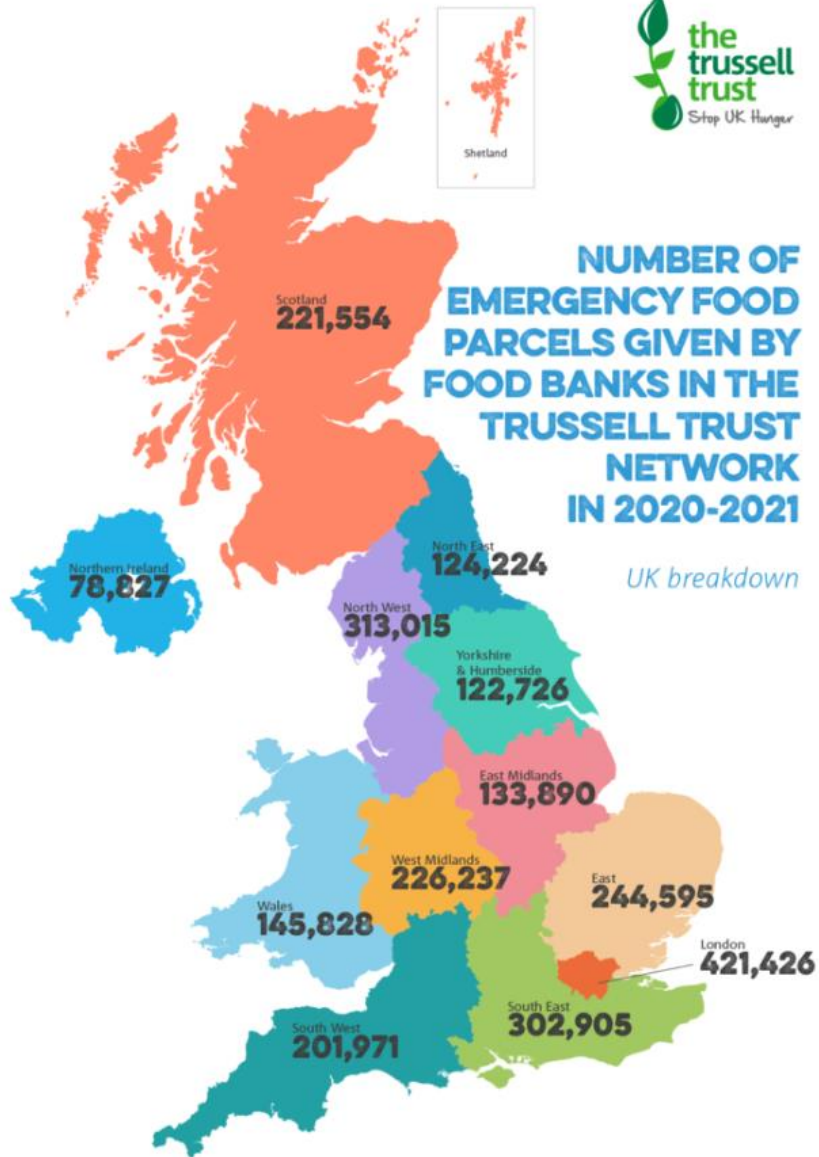 the
trussell
trust
Stop UK Hunger
Shetland
NUMBER OF
EMERGENCY FOOD
PARCELS GIVEN BY
FOOD BANKS IN THE
TRUSSELL TRUST
NETWORK
IN 2020-2021
UK breakdown
Scotland
221,554
Northern Ireland
78,827
North East
124,224
North West
313,015
Yorkshire
& Humberside
122,726
East Midlands
133,890
West Midlands
226,237
East
244,595
Wales
145,828
London
421,426
South East
302,905
South West
201,971